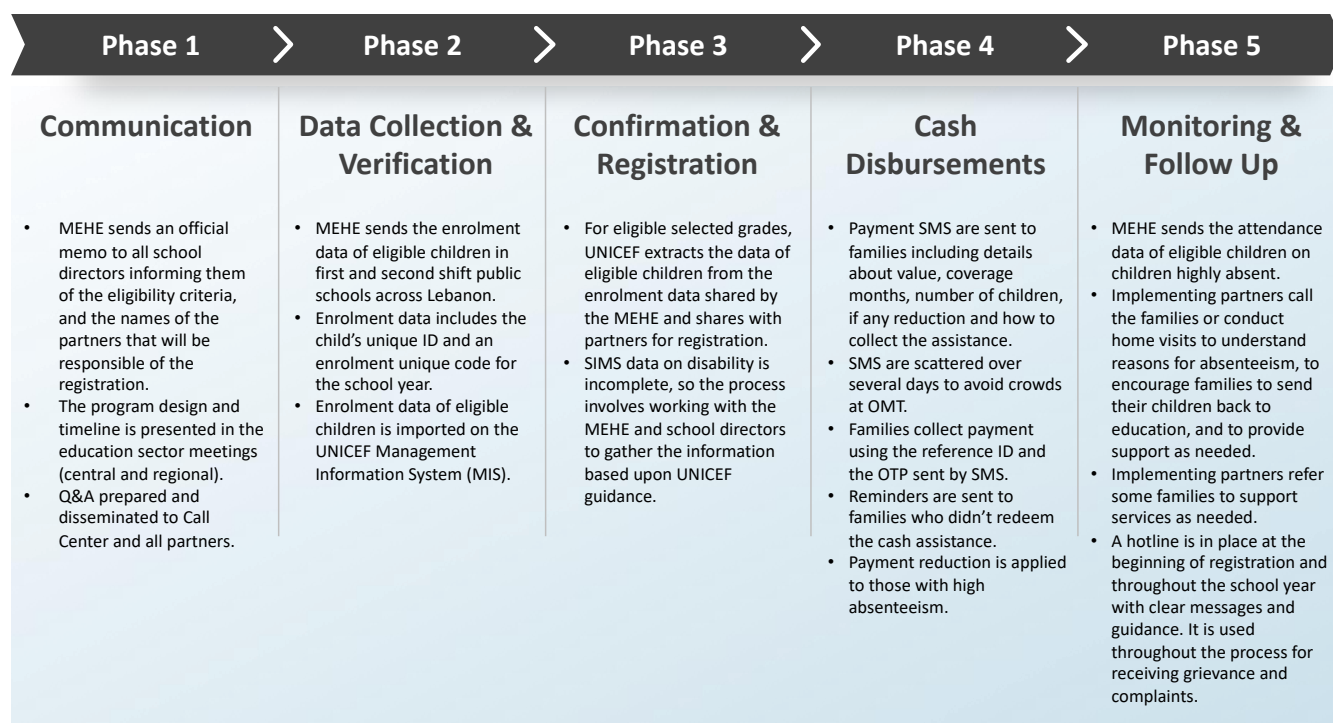 Phase 1
Phase 2
Phase 3
Phase 4
Phase 5
Communication
• MEHE sends an official
memo to all school
directors informing them
of the eligibility criteria,
and the names of the
partners that will be
responsible of the
registration.
• The program design and
timeline is presented in the
education sector meetings
(central and regional).
• Q&A prepared and
disseminated to Call
Center and all partners.
Data Collection &
Verification
• MEHE sends the enrolment
data of eligible children in
first and second shift public
schools across Lebanon.
• Enrolment data includes the
child's unique ID and an
enrolment unique code for
the school year.
• Enrolment data of eligible
children is imported on the
UNICEF Management
Information System (MIS).
Confirmation &
Registration
• For eligible selected grades,
UNICEF extracts the data of
eligible children from the
enrolment data shared by
the MEHE and shares with
partners for registration.
• SIMS data on disability is
incomplete, so the process
involves working with the
MEHE and school directors
to gather the information
based upon UNICEF
guidance.
Cash
Disbursements
• Payment SMS are sent to
families including details
about value, coverage
months, number of children,
if any reduction and how to
collect the assistance.
• SMS are scattered over
several days to avoid crowds
at OMT.
• Families collect payment
using the reference ID and
the OTP sent by SMS.
• Reminders are sent to
families who didn't redeem
the cash assistance.
• Payment reduction is applied
to those with high
absenteeism.
Monitoring &
Follow Up
• MEHE sends the attendance
data of eligible children on
children highly absent.
• Implementing partners call
the families or conduct
home visits to understand
reasons for absenteeism, to
encourage families to send
their children back to
education, and to provide
support as needed.
• Implementing partners refer
some families to support
services as needed.
• A hotline is in place at the
beginning of registration and
throughout the school year
with clear messages and
guidance. It is used
throughout the process for
receiving grievance and
complaints.